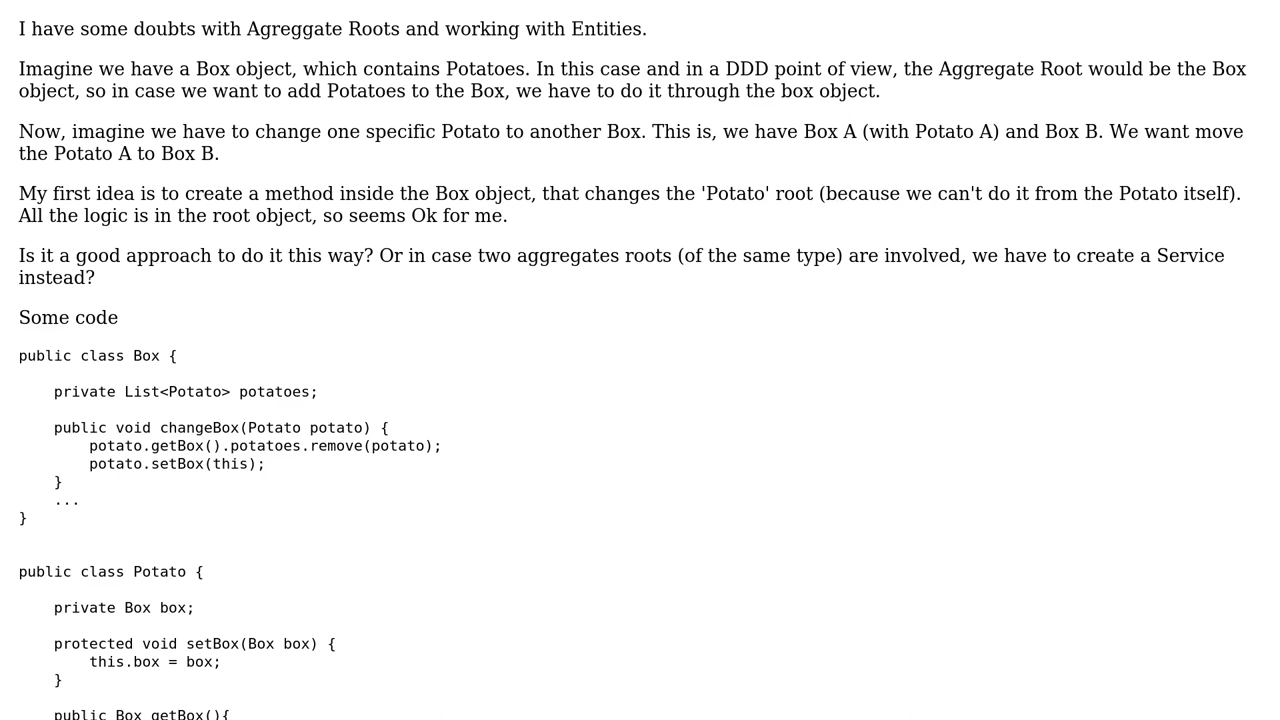 I have some doubts with Agreggate Roots and working with Entities.
Imagine we have a Box object, which contains Potatoes. In this case and in a DDD point of view, the Aggregate Root would be the Box
object, so in case we want to add Potatoes to the Box, we have to do it through the box object.
Now, imagine we have to change one specific Potato to another Box. This is, we have Box A (with Potato A) and Box B. We want move
the Potato A to Box B.
My first idea is to create a method inside the Box object, that changes the 'Potato' root (because we can't do it from the Potato itself).
All the logic is in the root object, so seems Ok for me.
Is it a good approach to do it this way? Or in case two aggregates roots (of the same type) are involved, we have to create a Service
instead?
Some code
public class Box {
    private List<Potato> potatoes;
    public void changeBox(Potato potato) {
        potato.getBox().potatoes.remove(potato);
        potato.setBox(this);
    }
    ...
}
public class Potato {
    private Box box;
    protected void setBox(Box box) {
        this.box = box;
    }
    public Box getBox(){